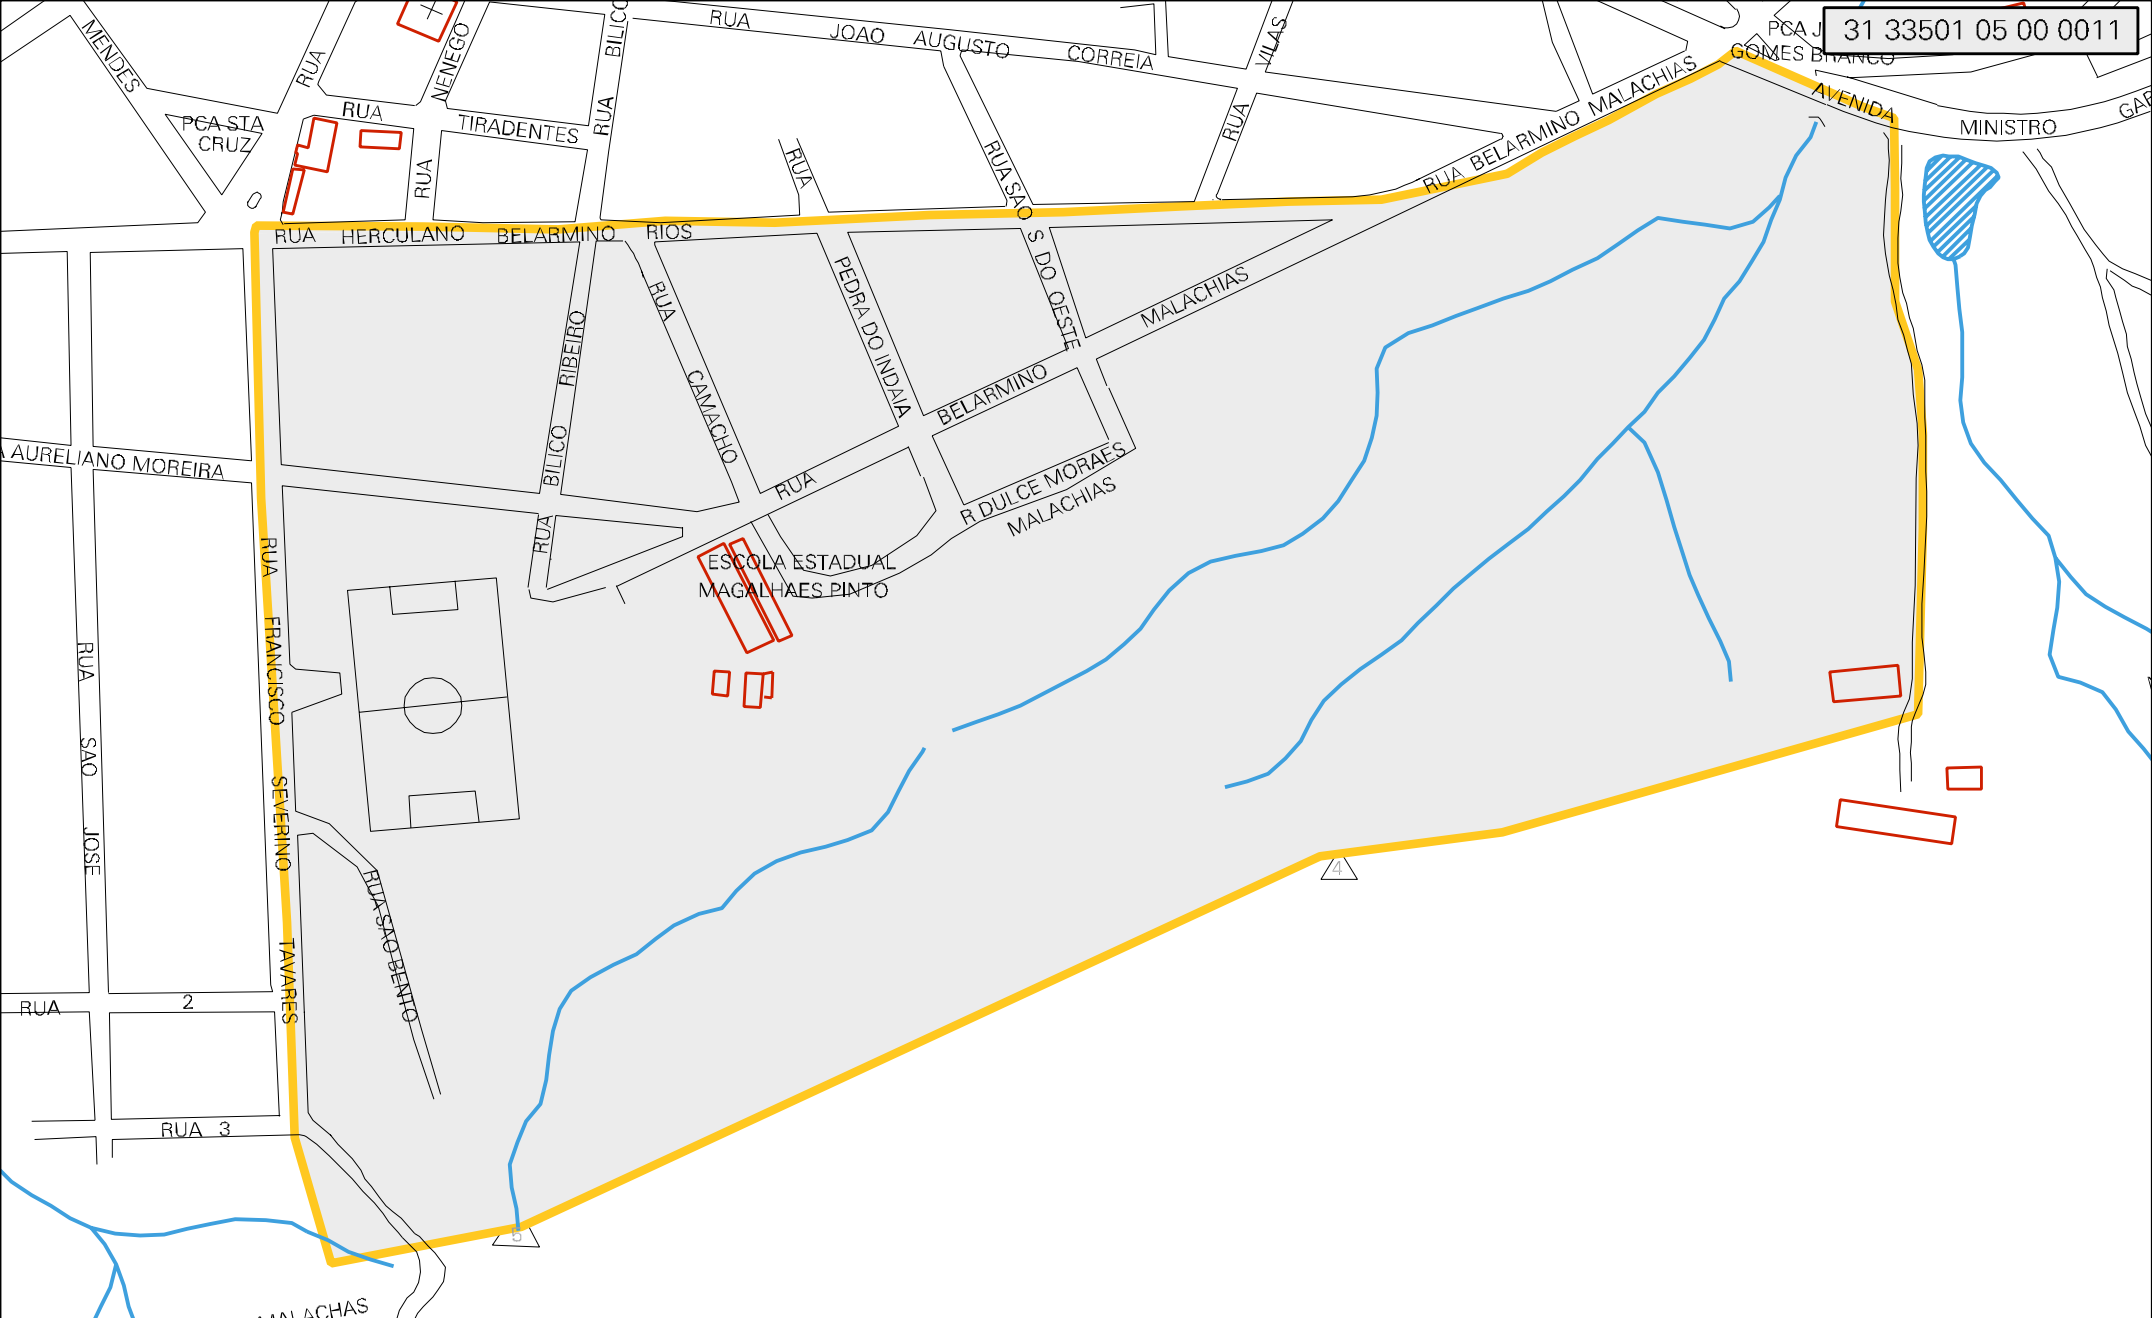 31 33501 05 00 0011
MENDES
RUA
NENEGO
BILICO
RUA JOAO AUGUSTO CORREIA
VILAS
GOMES BRANCO
RUA
PCA STA
CRUZ
RUA
TIRADENTES
RUA
RUA
RUA
RUA SAO
RUA
RUA BELARMINO MALACHIAS
AVENIDA
MINISTRO
RUA HERCULANO BELARMINO RIOS
RUA
CAMACHO
PEDRA DO INDAIA
S DO OESTE
MALACHIAS
BELARMINO
RUA
RUA BILICO RIBEIRO
AURELIANO MOREIRA
R DULCE MORAES
MALACHIAS
ESCOLA ESTADUAL
MAGALHAES PINTO
RUA FRANCISCO SEVERINO TAVARES
RUA SAO JOSE
RUA SAO BENTO
4
RUA 2
RUA 3
5
MALACHAS